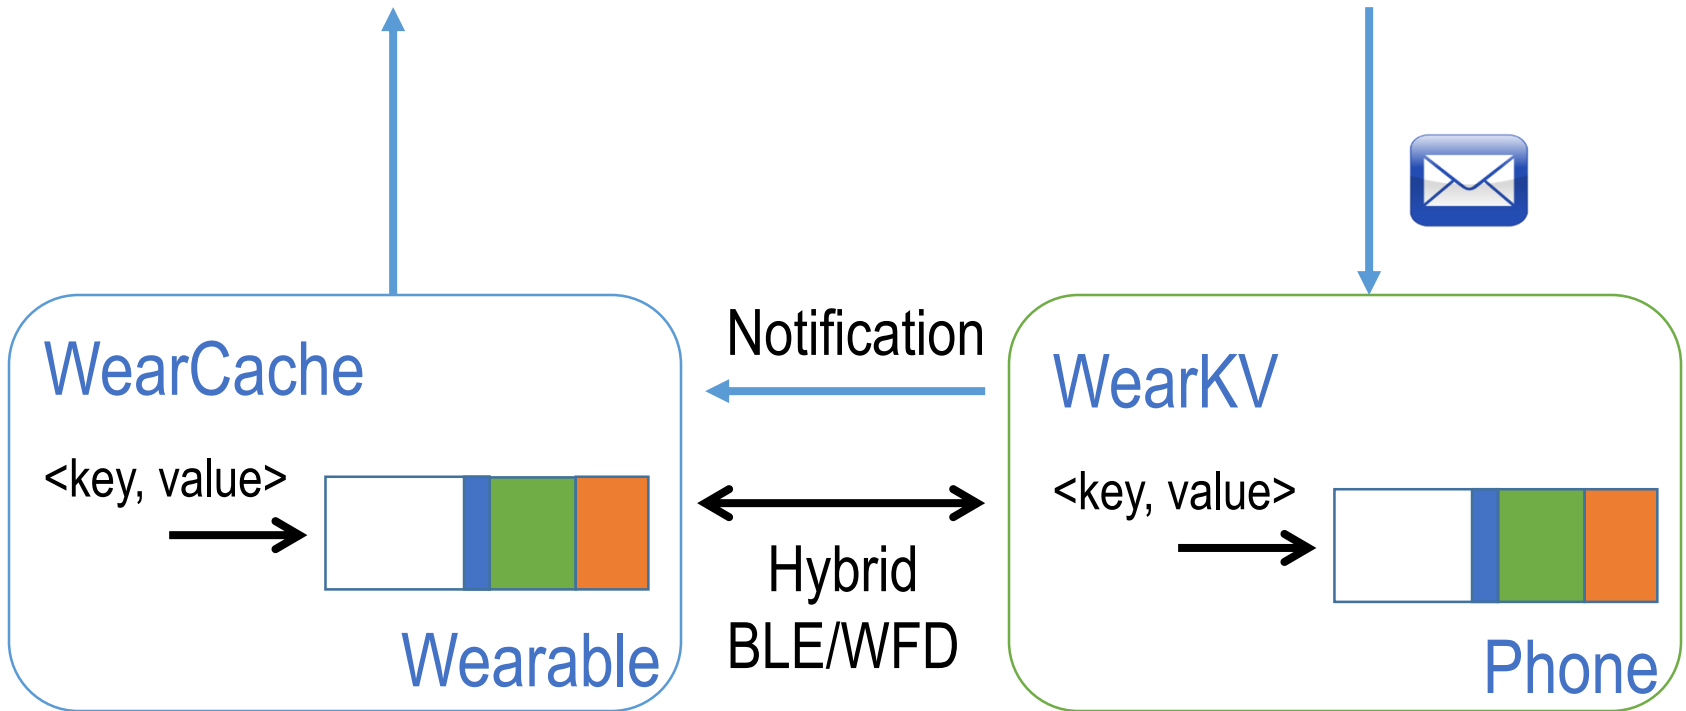 WearCache
<key, value>
Wearable
Notification
Hybrid
BLE/WFD
WearKV
<key, value>
Phone